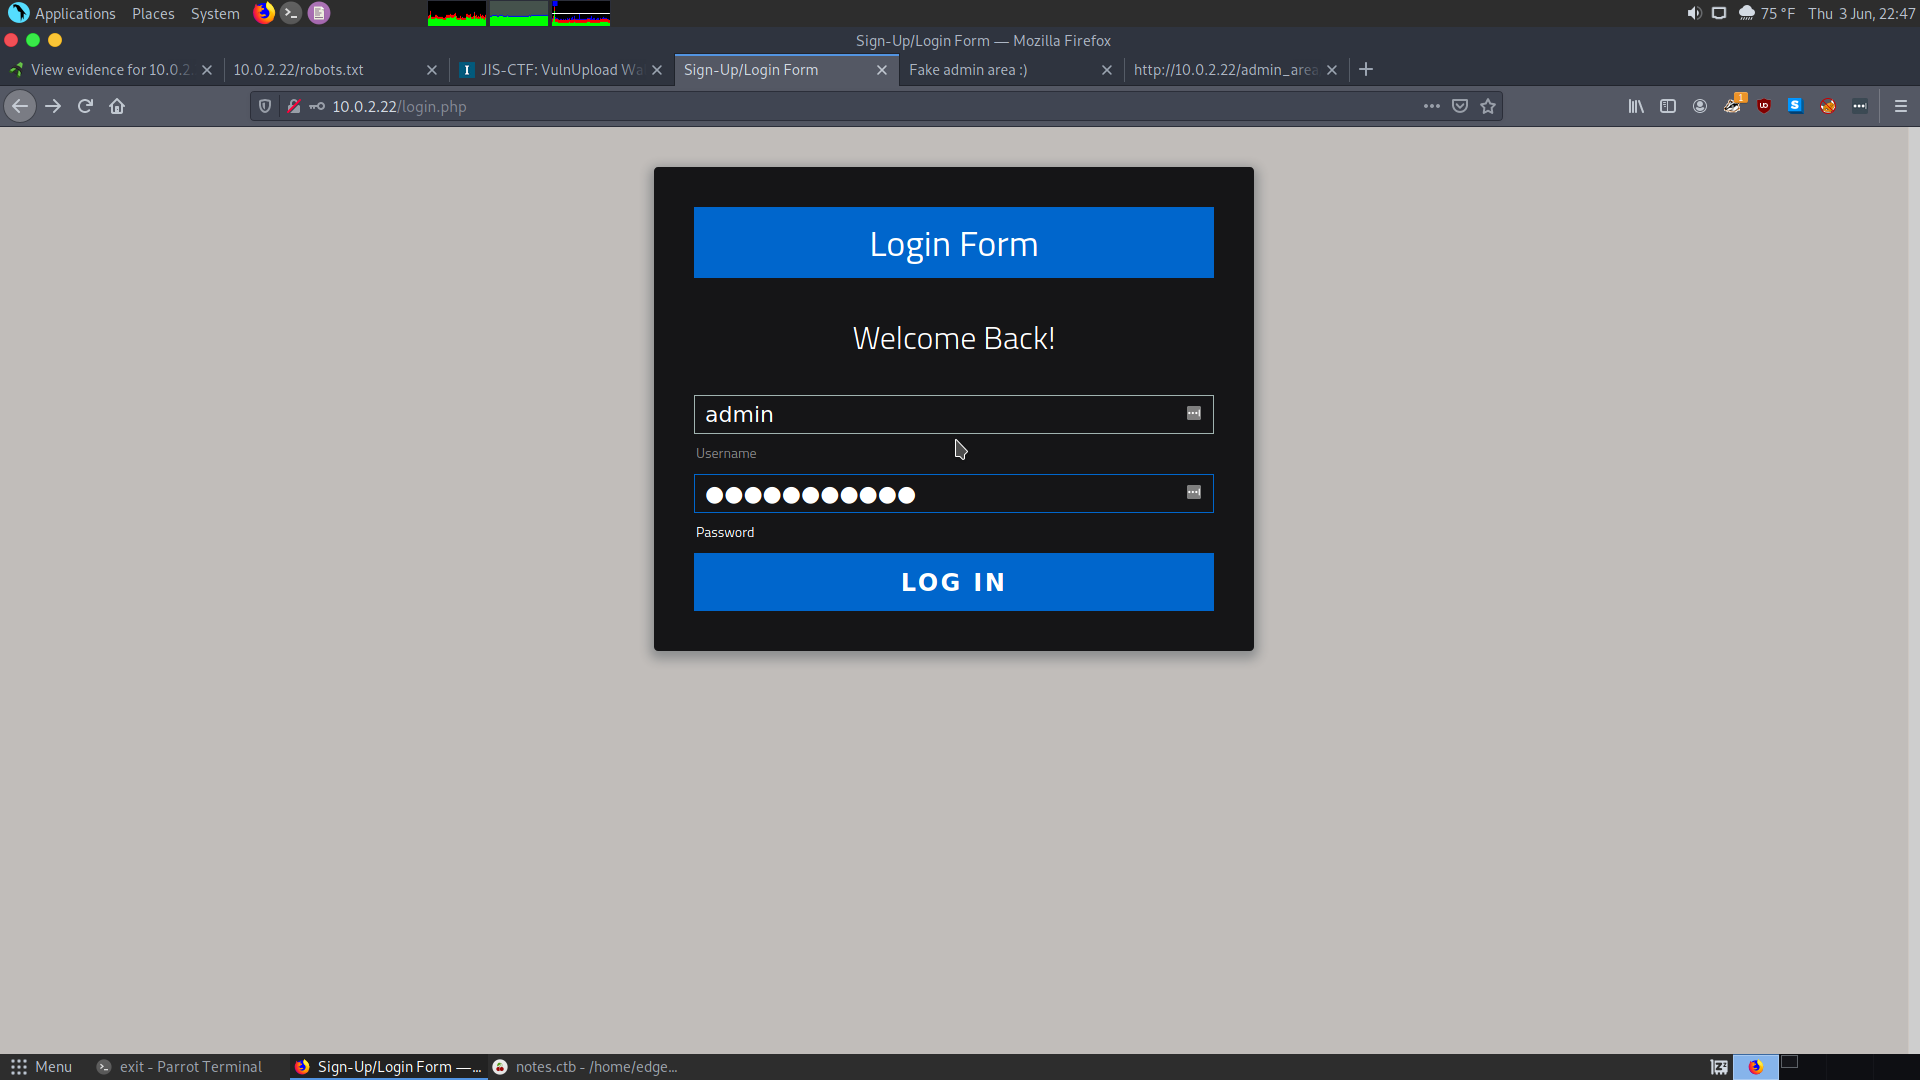 Applications Places System 75 °F Thu 3 Jun, 22:47
Sign-Up/Login Form — Mozilla Firefox
View evidence for 10.0.2. 10.0.2.22/robots.txt I JIS-CTF: VulnUpload Wa Sign-Up/Login Form Fake admin area :) http://10.0.2.22/admin_area
10.0.2.22/login.php 1 S
Login Form
Welcome Back!
admin
Username
●●●●●●●●●●●
Password
LOG IN
Menu exit - Parrot Terminal Sign-Up/Login Form —... notes.ctb - /home/edge...